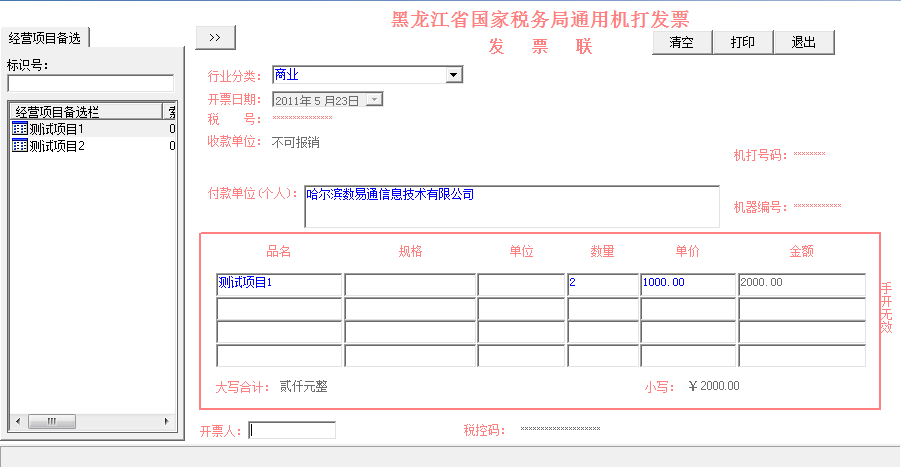 黑龙江省国家税务局通用机打发票
发 票 联
经营项目备选
>>
清空 打印 退出
标识号:
经营项目备选栏
测试项目1 0
测试项目2 0
行业分类: 商业
开票日期: 2011年 5 月23日
税 号: ***************
收款单位: 不可报销
机打号码: ********
付款单位(个人): 哈尔滨数易通信息技术有限公司
机器编号: ************
品名 规格 单位 数量 单价 金额
测试项目1 2 1000.00 2000.00
手开无效
大写合计: 贰仟元整 小写: ￥2000.00
开票人: 税控码: ********************